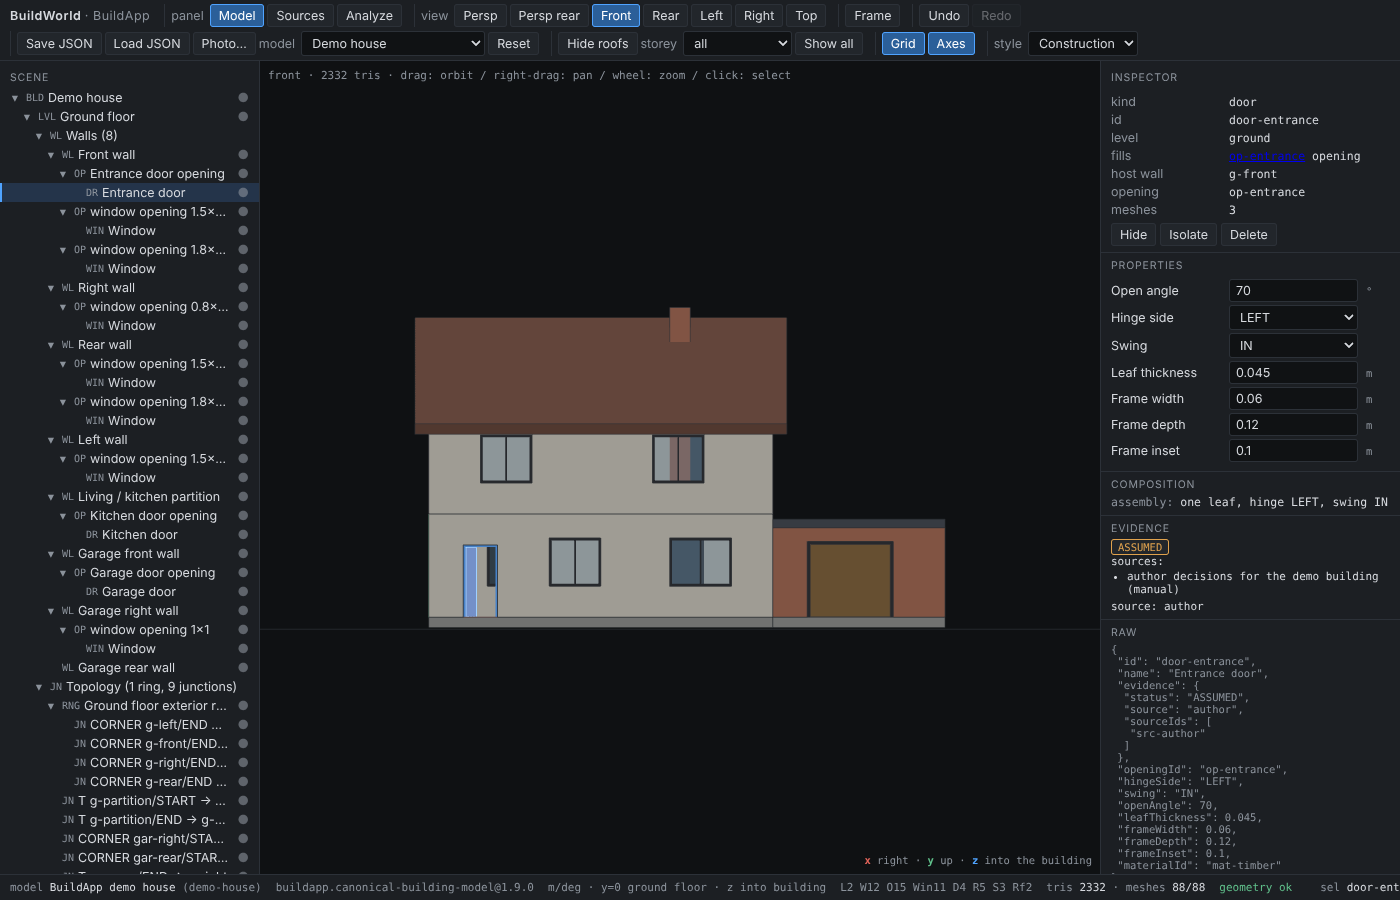 BuildWorld · BuildApp panel Model Sources Analyze view Persp Persp rear Front Rear Left Right Top Frame Undo Redo
Save JSON Load JSON Photo... model Demo house Reset Hide roofs storey all Show all Grid Axes style Construction
SCENE
▼ BLD Demo house
▼ LVL Ground floor
▼ WL Walls (8)
▼ WL Front wall
▼ OP Entrance door opening
DR Entrance door
▼ OP window opening 1.5×...
WIN Window
▼ OP window opening 1.8×...
WIN Window
▼ WL Right wall
▼ OP window opening 0.8×...
WIN Window
▼ WL Rear wall
▼ OP window opening 1.5×...
WIN Window
▼ OP window opening 1.8×...
WIN Window
▼ WL Left wall
▼ OP window opening 1.5×...
WIN Window
▼ WL Living / kitchen partition
▼ OP Kitchen door opening
DR Kitchen door
▼ WL Garage front wall
▼ OP Garage door opening
DR Garage door
▼ WL Garage right wall
▼ OP window opening 1×1
WIN Window
WL Garage rear wall
▼ JN Topology (1 ring, 9 junctions)
▼ RNG Ground floor exterior r...
JN CORNER g-left/END ...
JN CORNER g-front/END...
JN CORNER g-right/END...
JN CORNER g-rear/END ...
JN T g-partition/START → ...
JN T g-partition/END → g-...
JN CORNER gar-right/STA...
JN CORNER gar-rear/STAR...
front · 2332 tris · drag: orbit / right-drag: pan / wheel: zoom / click: select
x right · y up · z into the building
INSPECTOR
kind door
id door-entrance
level ground
fills op-entrance opening
host wall g-front
opening op-entrance
meshes 3
Hide Isolate Delete
PROPERTIES
Open angle 70 °
Hinge side LEFT
Swing IN
Leaf thickness 0.045 m
Frame width 0.06 m
Frame depth 0.12 m
Frame inset 0.1 m
COMPOSITION
assembly: one leaf, hinge LEFT, swing IN
EVIDENCE
ASSUMED
sources:
• author decisions for the demo building
(manual)
source: author
RAW
{
"id": "door-entrance",
"name": "Entrance door",
"evidence": {
"status": "ASSUMED",
"source": "author",
"sourceIds": [
"src-author"
]
},
"openingId": "op-entrance",
"hingeSide": "LEFT",
"swing": "IN",
"openAngle": 70,
"leafThickness": 0.045,
"frameWidth": 0.06,
"frameDepth": 0.12,
"frameInset": 0.1,
"materialId": "mat-timber"
model BuildApp demo house (demo-house) buildapp.canonical-building-model@1.9.0 m/deg · y=0 ground floor · z into building L2 W12 O15 Win11 D4 R5 S3 Rf2 tris 2332 · meshes 88/88 geometry ok sel door-ent